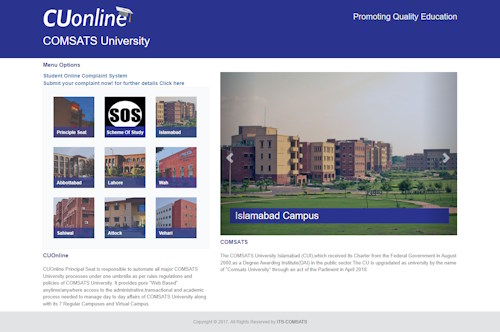 CUonline
COMSATS University
Promoting Quality Education
Menu Options
Student Online Complaint System
Submit your complaint now! for further details Click here
Principle Seat
SOS
Scheme Of Study
Islamabad
Abbottabad
Lahore
Wah
Sahiwal
Attock
Vehari
CUOnline
CUOnline Principal Seat is responsible to automate all major COMSATS
University processes under one umbrella as per rules regulations and
policies of COMSATS University. It provides pure "Web Based"
anytime/anywhere access to the administrative,transactional and academic
process needed to manage day to day affairs of COMSATS University along
with its 7 Regular Campuses and Virtual Campus.
Islamabad Campus
COMSATS
The COMSATS University Islamabad (CUI) which received its Charter from the Federal Government in August
2000,as a Degree Awarding Institute(DAI) in the public sector.The CUI is upgradated as university by the name
of "Comsats University" through an act of the Parliment in April 2018.
Copyright © 2017, All Rights Reserved by ITS-COMSATS